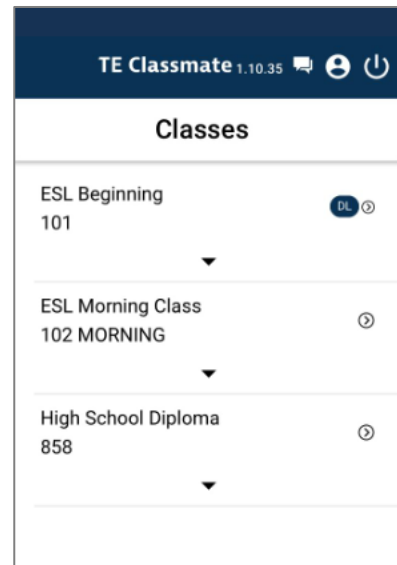 TE Classmate 1.10.35
Classes
ESL Beginning
101
DL
ESL Morning Class
102 MORNING
High School Diploma
858